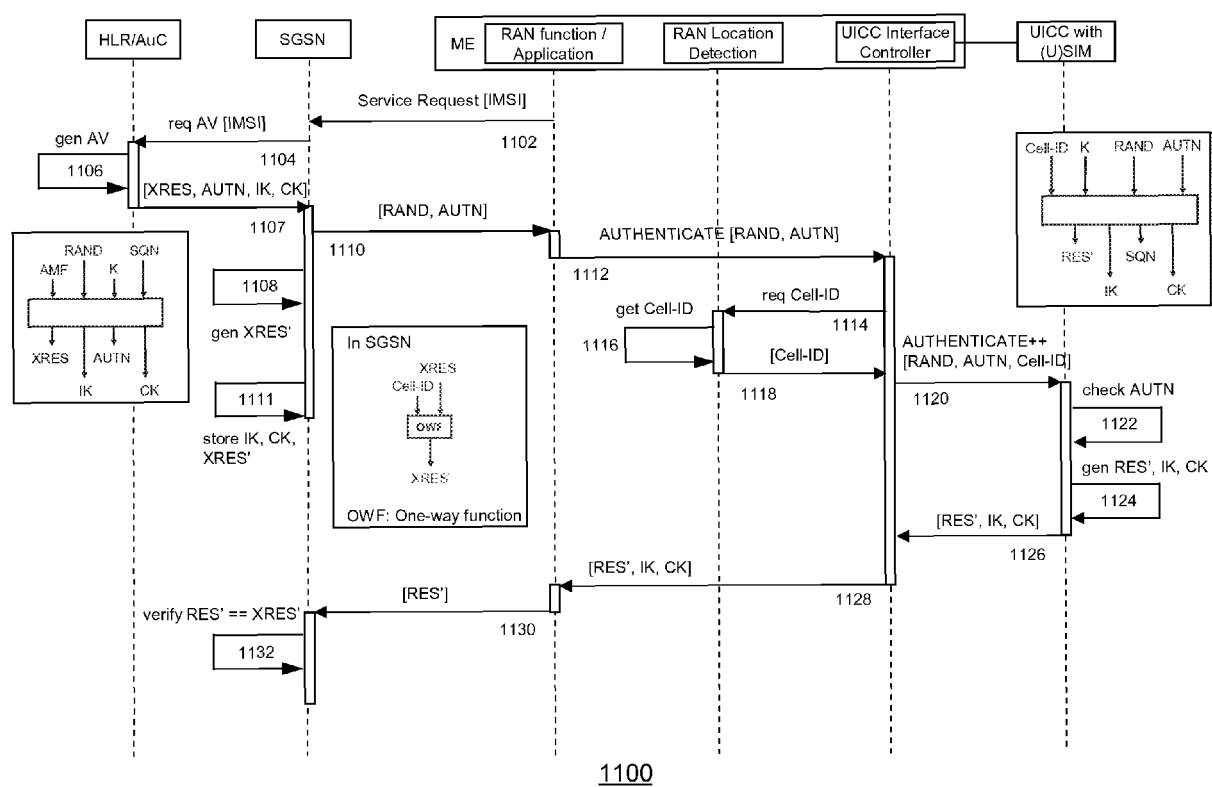 HLR/AuC
SGSN
ME
RAN function /
Application
RAN Location
Detection
UICC Interface
Controller
UICC with
(U)SIM
Service Request [IMSI]
1102
req AV [IMSI]
1104
gen AV
1106
[XRES, AUTN, IK, CK]
1107
[RAND, AUTN]
1110
AUTHENTICATE [RAND, AUTN]
1112
Cell-ID K RAND AUTN
RES' SQN
IK CK
RAND SQN
AMF K
XRES AUTN
IK CK
1108
gen XRES'
1111
store IK, CK,
XRES'
In SGSN
XRES
Cell-ID
OWF
XRES'
OWF: One-way function
req Cell-ID
1114
get Cell-ID
1116
[Cell-ID]
1118
AUTHENTICATE++
[RAND, AUTN, Cell-ID]
1120
check AUTN
1122
gen RES', IK, CK
1124
[RES', IK, CK]
1126
[RES', IK, CK]
1128
[RES']
1130
verify RES' == XRES'
1132
1100